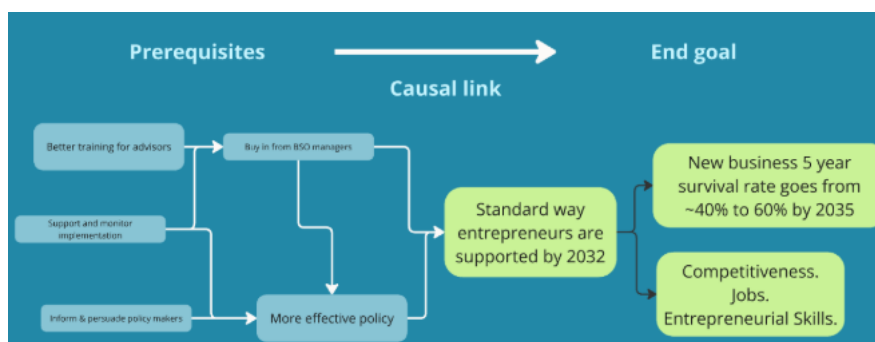 Prerequisites
End goal
Causal link
Better training for advisors
Buy in from BSO managers
Support and monitor
implementation
Inform & persuade policy makers
More effective policy
Standard way
entrepreneurs are
supported by 2032
New business 5 year
survival rate goes from
~40% to 60% by 2035
Competitiveness.
Jobs.
Entrepreneurial Skills.